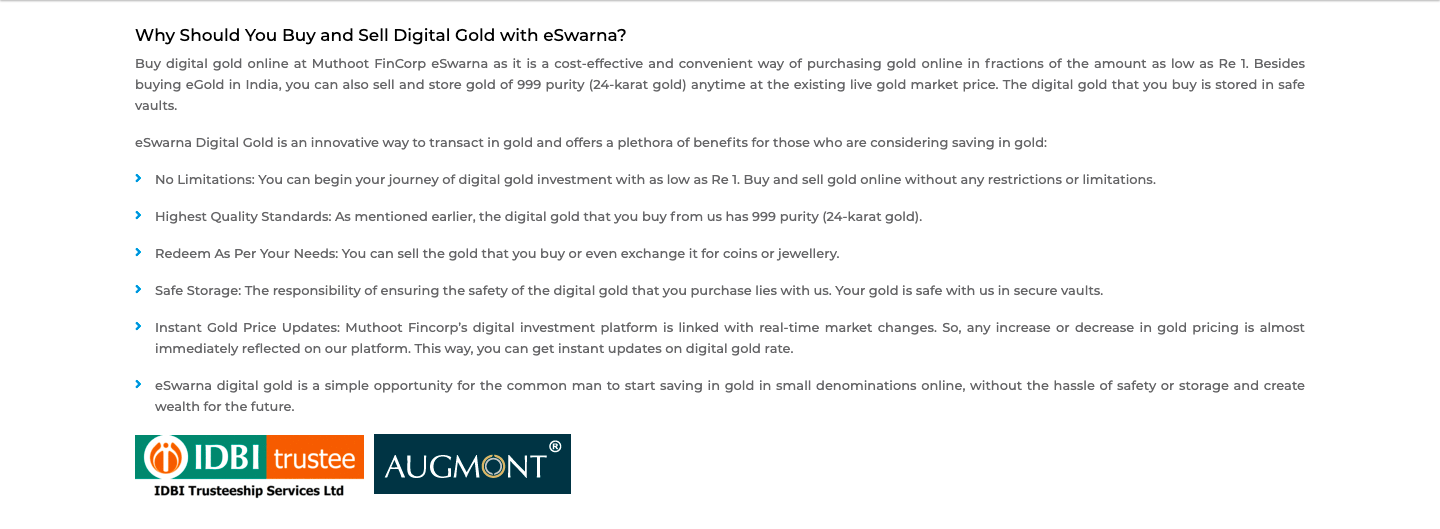 Why Should You Buy and Sell Digital Gold with eSwarna?
Buy digital gold online at Muthoot FinCorp eSwarna as it is a cost-effective and convenient way of purchasing gold online in fractions of the amount as low as Re 1. Besides
buying eGold in India, you can also sell and store gold of 999 purity (24-karat gold) anytime at the existing live gold market price. The digital gold that you buy is stored in safe
vaults.
eSwarna Digital Gold is an innovative way to transact in gold and offers a plethora of benefits for those who are considering saving in gold:
No Limitations: You can begin your journey of digital gold investment with as low as Re 1. Buy and sell gold online without any restrictions or limitations.
Highest Quality Standards: As mentioned earlier, the digital gold that you buy from us has 999 purity (24-karat gold).
Redeem As Per Your Needs: You can sell the gold that you buy or even exchange it for coins or jewellery.
Safe Storage: The responsibility of ensuring the safety of the digital gold that you purchase lies with us. Your gold is safe with us in secure vaults.
Instant Gold Price Updates: Muthoot Fincorp’s digital investment platform is linked with real-time market changes. So, any increase or decrease in gold pricing is almost
immediately reflected on our platform. This way, you can get instant updates on digital gold rate.
eSwarna digital gold is a simple opportunity for the common man to start saving in gold in small denominations online, without the hassle of safety or storage and create
wealth for the future.
IDBI trustee
IDBI Trusteeship Services Ltd
AUGMONT®